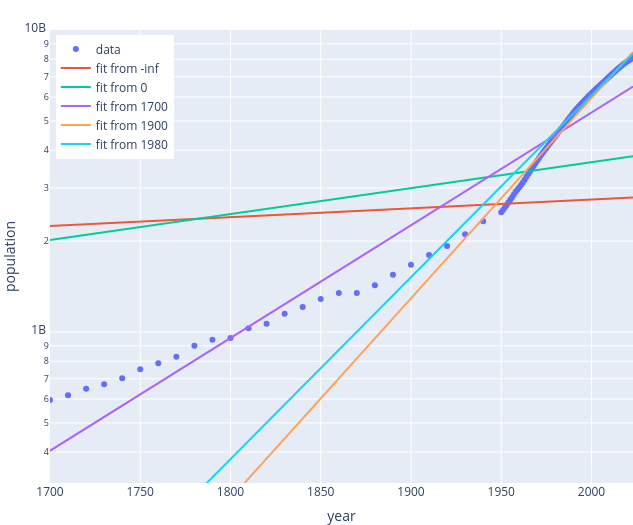 10B
9
8
7
6
5
4
3
2
1B
9
8
7
6
5
4
data
fit from -inf
fit from 0
fit from 1700
fit from 1900
fit from 1980
population
1700 1750 1800 1850 1900 1950 2000
year